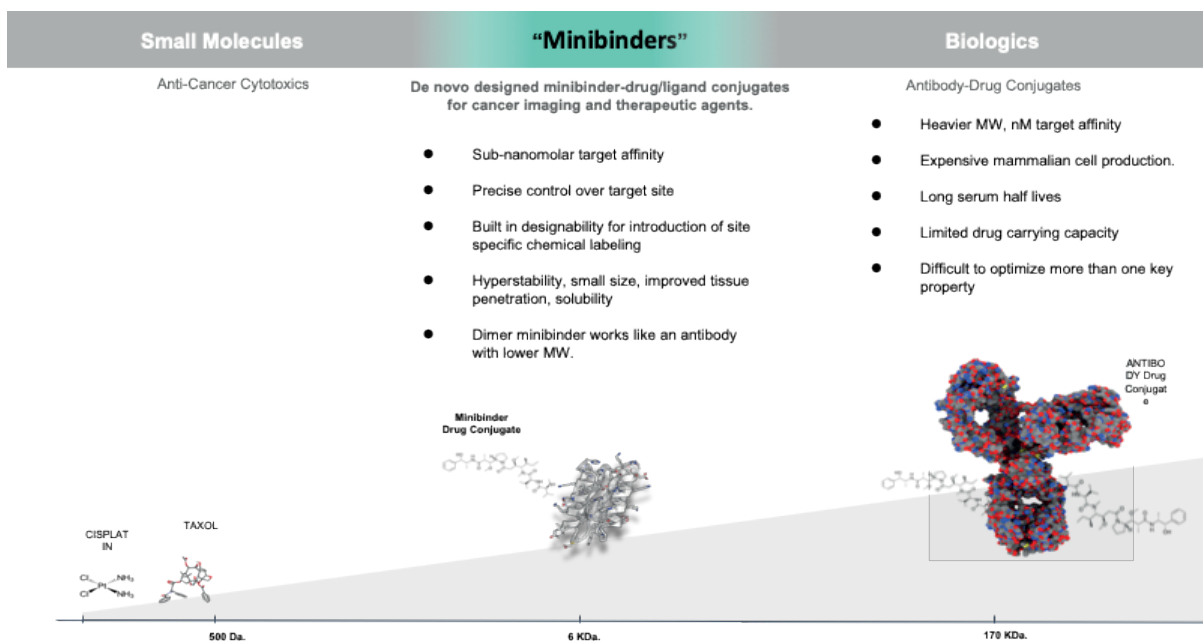 Small Molecules
“Minibinders”
Biologics
Anti-Cancer Cytotoxics
De novo designed minibinder-drug/ligand conjugates
for cancer imaging and therapeutic agents.
● Sub-nanomolar target affinity
● Precise control over target site
● Built in designability for introduction of site
specific chemical labeling
● Hyperstability, small size, improved tissue
penetration, solubility
● Dimer minibinder works like an antibody
with lower MW.
Antibody-Drug Conjugates
● Heavier MW, nM target affinity
● Expensive mammalian cell production.
● Long serum half lives
● Limited drug carrying capacity
● Difficult to optimize more than one key
property
CISPLAT
IN
Cl
NH₃
Pt
Cl
NH₃
TAXOL
Minibinder
Drug Conjugate
ANTIBO
DY Drug
Conjugat
e
500 Da.
6 KDa.
170 KDa.